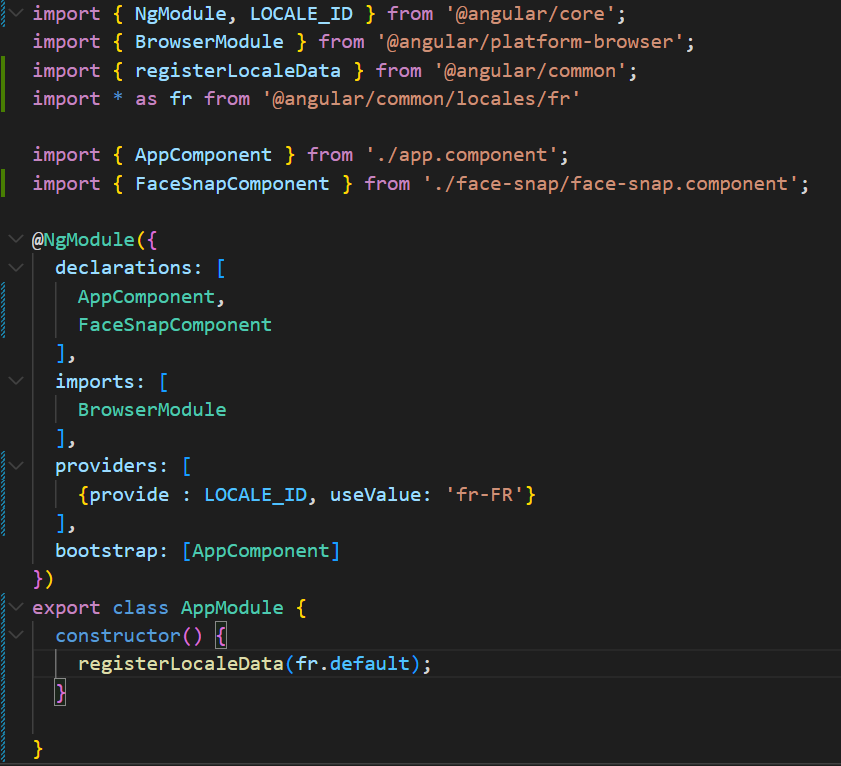 import { NgModule, LOCALE_ID } from '@angular/core';
import { BrowserModule } from '@angular/platform-browser';
import { registerLocaleData } from '@angular/common';
import * as fr from '@angular/common/locales/fr'
import { AppComponent } from './app.component';
import { FaceSnapComponent } from './face-snap/face-snap.component';
@NgModule({
declarations: [
AppComponent,
FaceSnapComponent
],
imports: [
BrowserModule
],
providers: [
{provide : LOCALE_ID, useValue: 'fr-FR'}
],
bootstrap: [AppComponent]
})
export class AppModule {
constructor() {
registerLocaleData(fr.default);
}
}